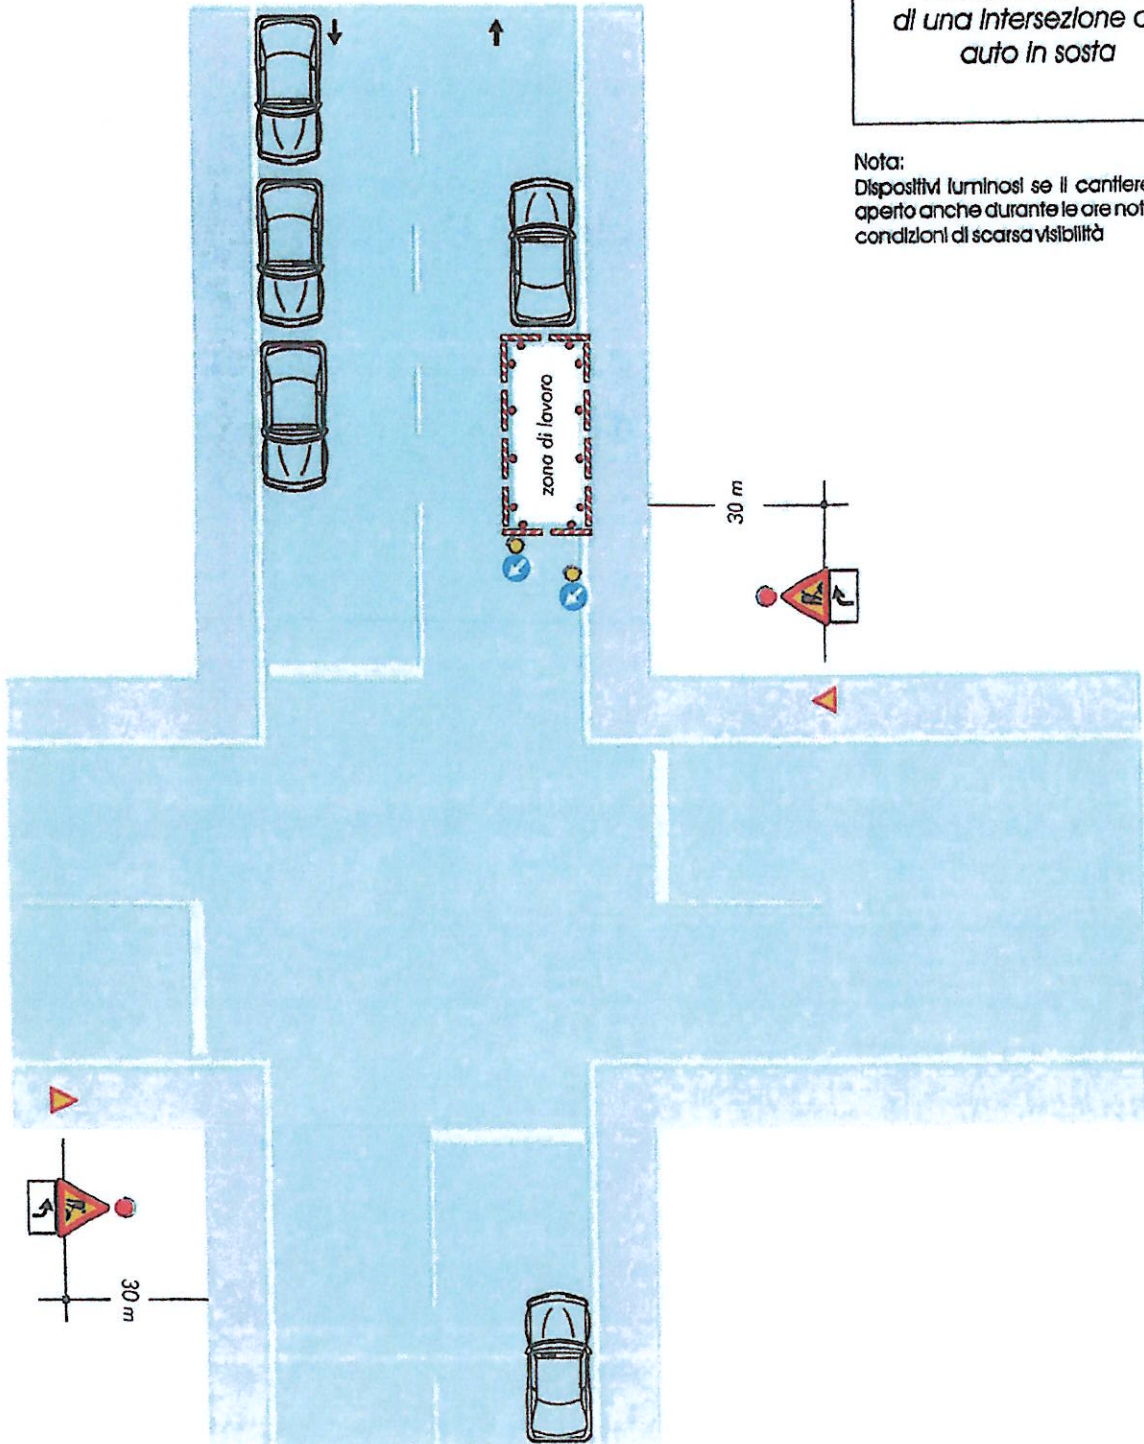 di una intersezione
auto in sosta
Nota:
Dispositivi luminosi se il cantiere
aperto anche durante le ore
condizioni di scarsa visibilità
zona di lavoro
30 m
30 m